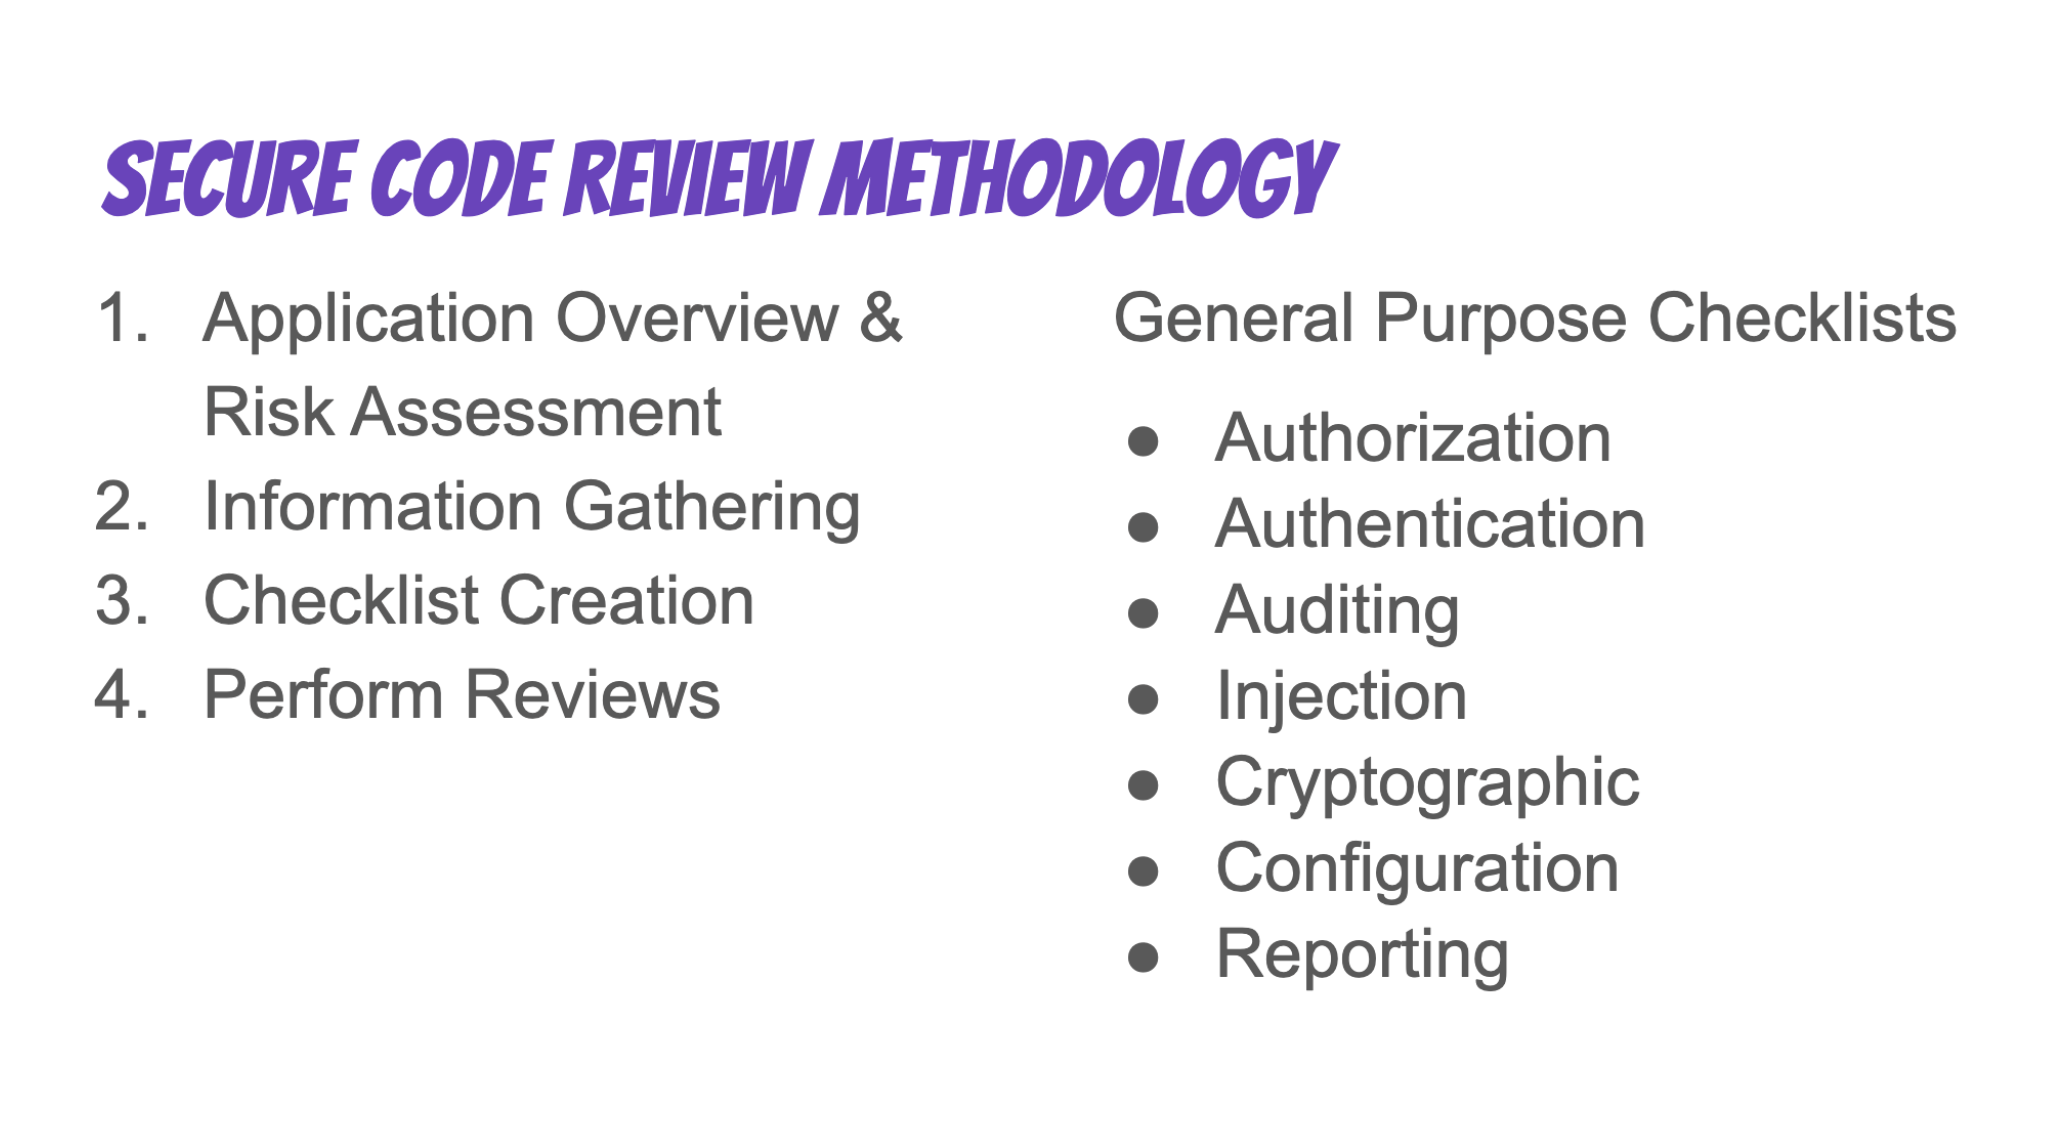 SECURE CODE REVIEW METHODOLOGY
1. Application Overview &
Risk Assessment
2. Information Gathering
3. Checklist Creation
4. Perform Reviews
General Purpose Checklists
● Authorization
● Authentication
● Auditing
● Injection
● Cryptographic
● Configuration
● Reporting